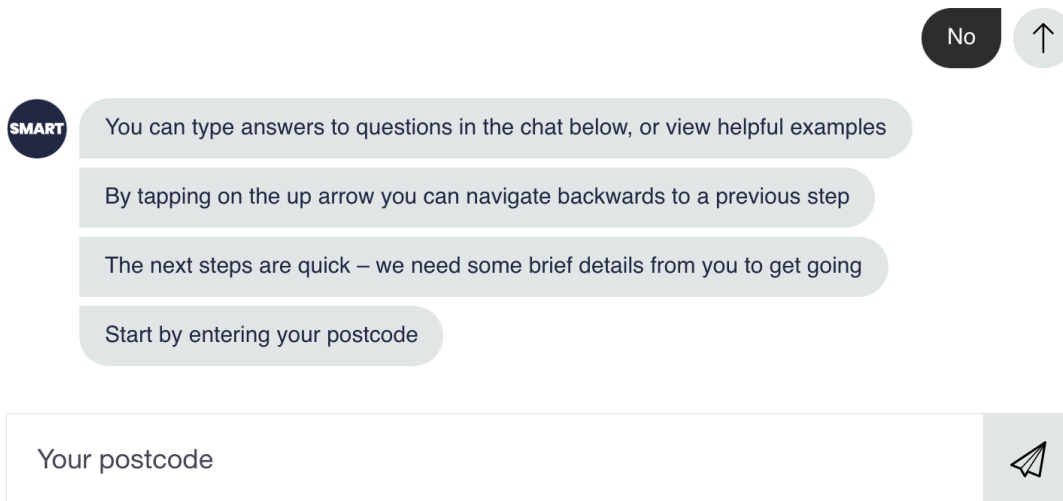 No
SMART
You can type answers to questions in the chat below, or view helpful examples
By tapping on the up arrow you can navigate backwards to a previous step
The next steps are quick – we need some brief details from you to get going
Start by entering your postcode
Your postcode